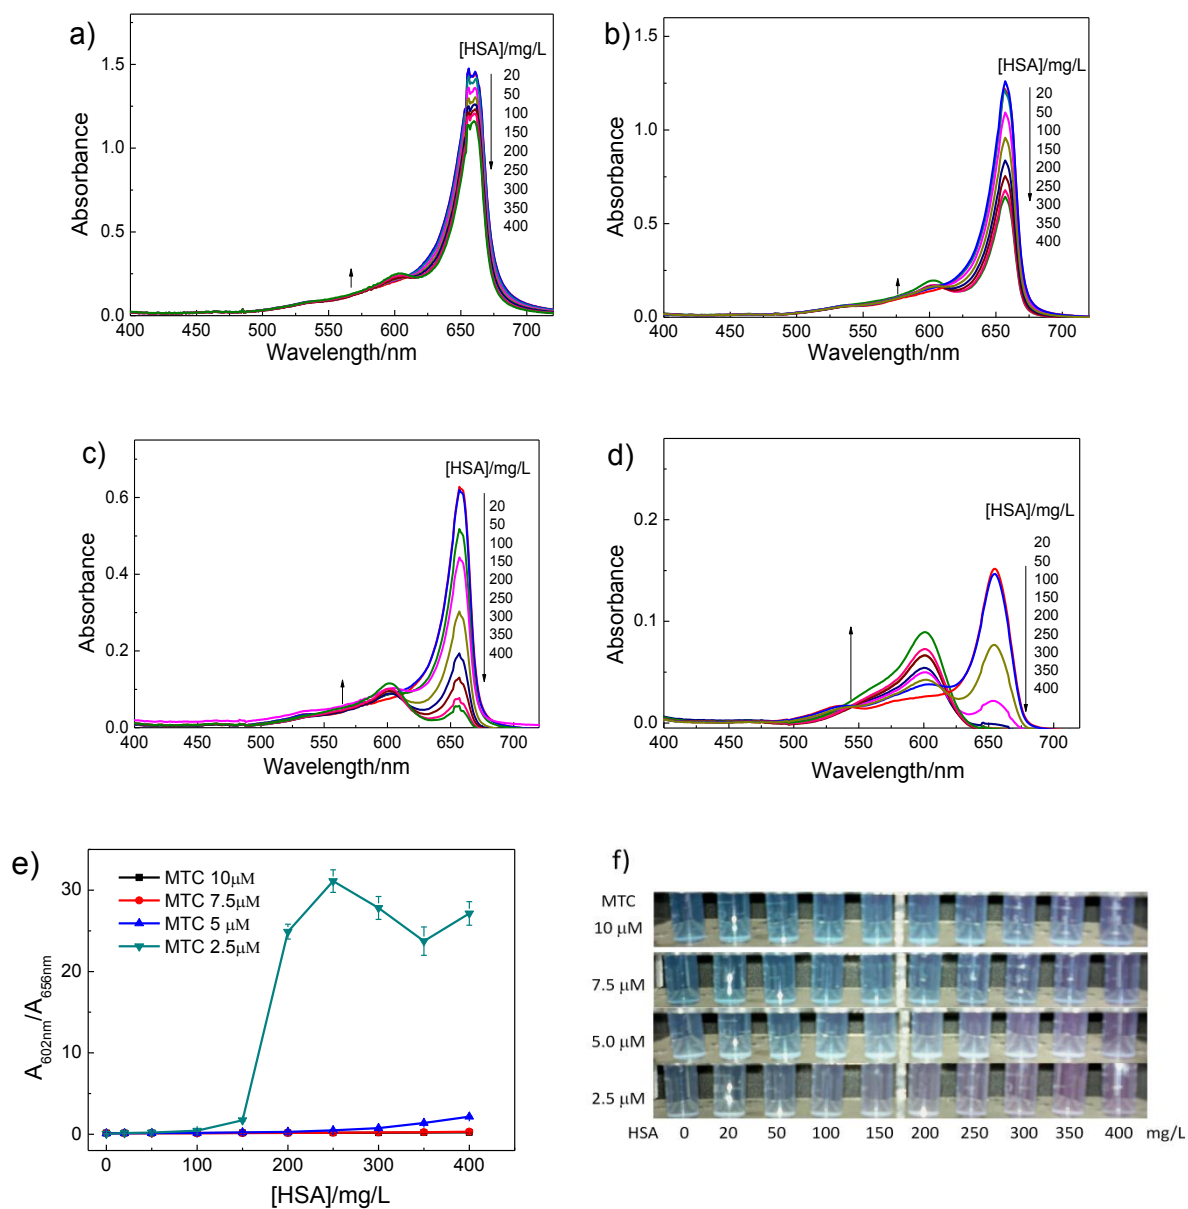 a)
[HSA]/mg/L
20
50
100
150
200
250
300
350
400
1.5
1.0
0.5
0.0
Absorbance
400 450 500 550 600 650 700
Wavelength/nm
b)
[HSA]/mg/L
20
50
100
150
200
250
300
350
400
1.5
1.0
0.5
0.0
Absorbance
400 450 500 550 600 650 700
Wavelength/nm
c)
[HSA]/mg/L
20
50
100
150
200
250
300
350
400
0.6
0.4
0.2
0.0
Absorbance
400 450 500 550 600 650 700
Wavelength/nm
d)
[HSA]/mg/L
20
50
100
150
200
250
300
350
400
0.2
0.1
0.0
Absorbance
400 450 500 550 600 650 700
Wavelength/nm
e)
MTC 10μM
MTC 7.5μM
MTC 5 μM
MTC 2.5μM
30
20
10
0
A602nm/A656nm
0 100 200 300 400
[HSA]/mg/L
f)
MTC
10 μM
7.5 μM
5.0 μM
2.5 μM
HSA 0 20 50 100 150 200 250 300 350 400 mg/L